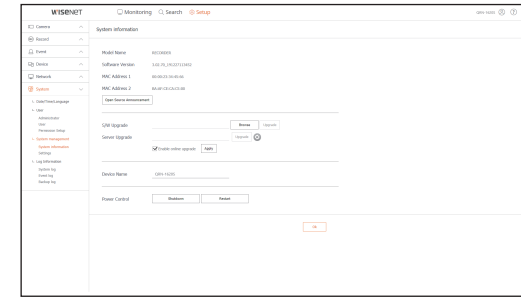 WISENET
Monitoring Search Setup
Camera
Record
Event
Device
Network
System
Date/Time/Language
User
Administrator
User
Permission Setup
System management
System information
Settings
Log Information
System log
Event log
Backup log
System information
Model Name
Software Version
MAC Address 1
MAC Address 2
Open Source Announcement
S/W Upgrade Browse Upgrade
Server Upgrade Upgrade
Enable online upgrade Apply
Device Name
Power Control Shutdown Restart
OK